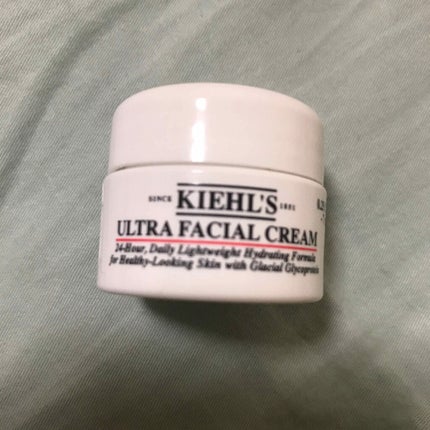 SINCE KIEHL'S 1851
ULTRA FACIAL CREAM
24-Hour, Daily Lightweight Hydrating Formula
for Healthy-Looking Skin with Glacial Glycoprotein